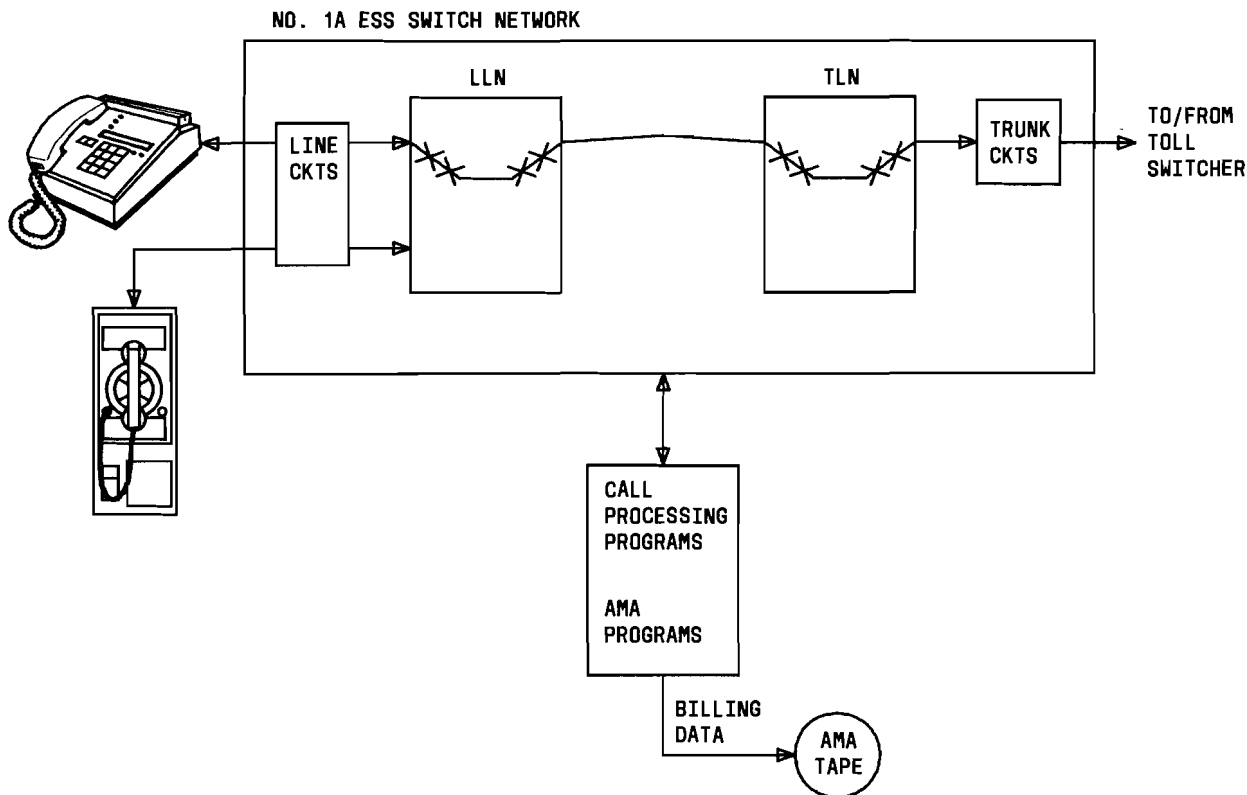 NO. 1A ESS SWITCH NETWORK
LLN
TLN
LINE
CKTS
TRUNK
CKTS
TO/FROM
TOLL
SWITCHER
CALL
PROCESSING
PROGRAMS
AMA
PROGRAMS
BILLING
DATA
AMA
TAPE